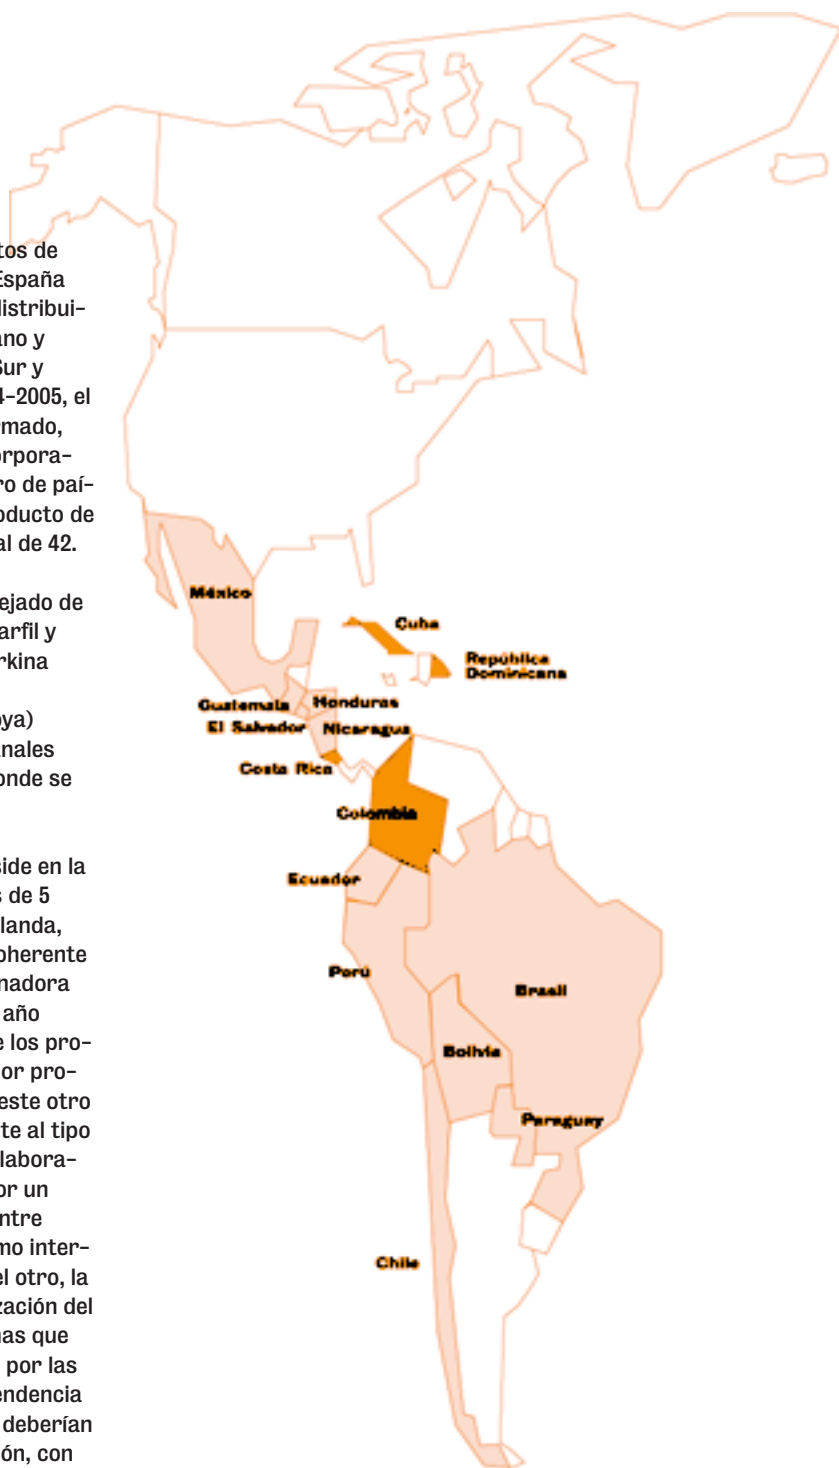 tos de
España
distribui-
ano y
Sur y
4-2005, el
rmado,
orpora-
ro de paí-
oducto de
al de 42.
ejado de
arfil y
rkina
oya)
anales
onde se
side en la
s de 5
landa,
oherente
nadora
año
e los pro-
or pro-
este otro
te al tipo
labora-
or un
ntre
mo inter-
el otro, la
zación del
nas que
por las
endencia
deberían
ón, con
México
Cuba
República
Dominicana
Guatemala
Honduras
El Salvador
Nicaragua
Costa Rica
Colombia
Ecuador
Perú
Brasil
Bolivia
Paraguay
Chile